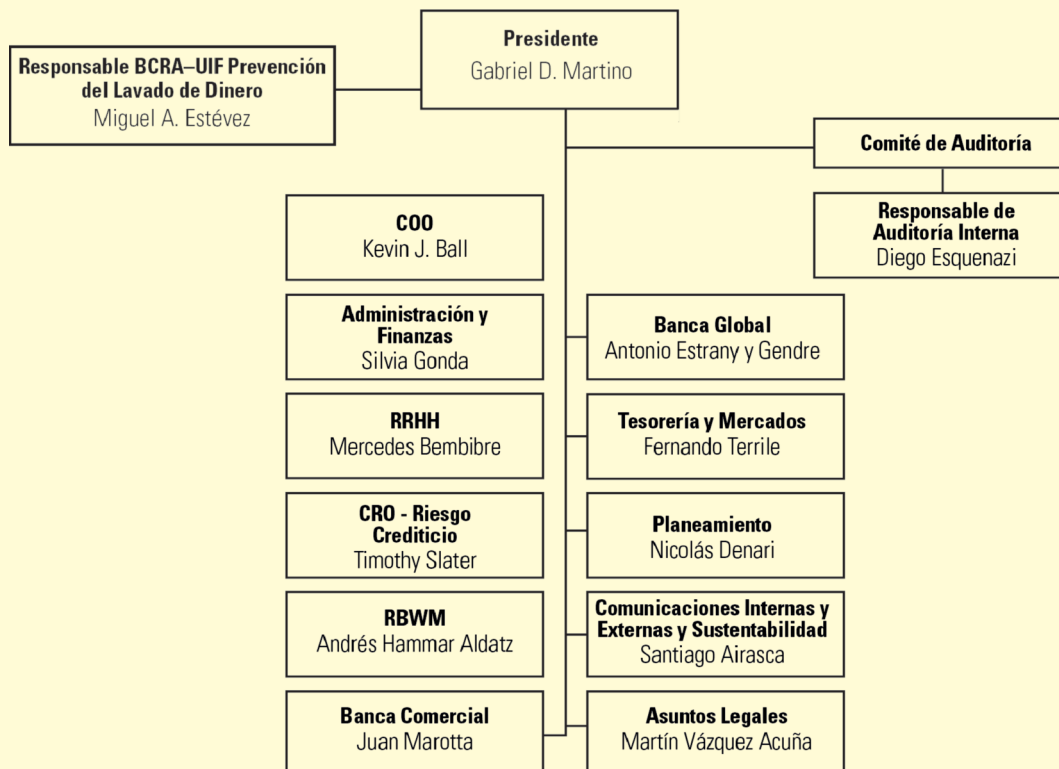 Presidente
Gabriel D. Martino
Responsable BCRA–UIF Prevención
del Lavado de Dinero
Miguel A. Estévez
Comité de Auditoría
Responsable de
Auditoría Interna
Diego Esquenazi
COO
Kevin J. Ball
Administración y
Finanzas
Silvia Gonda
Banca Global
Antonio Estrany y Gendre
RRHH
Mercedes Bembibre
Tesorería y Mercados
Fernando Terrile
CRO - Riesgo
Crediticio
Timothy Slater
Planeamiento
Nicolás Denari
RBWM
Andrés Hammar Aldatz
Comunicaciones Internas y
Externas y Sustentabilidad
Santiago Airasca
Banca Comercial
Juan Marotta
Asuntos Legales
Martín Vázquez Acuña